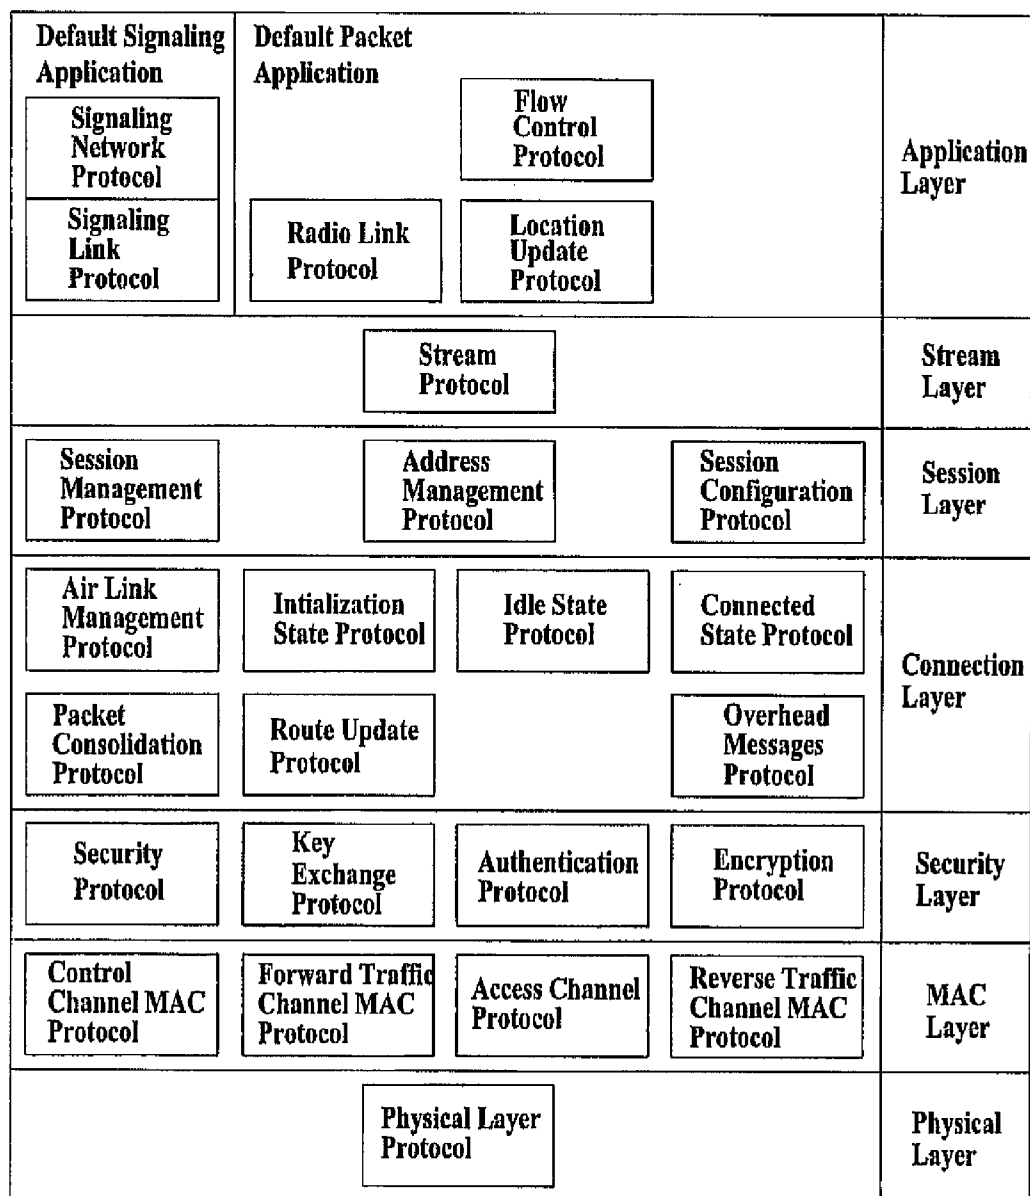 Default Signaling
Application
Default Packet
Application
Signaling
Network
Protocol
Flow
Control
Protocol
Application
Layer
Signaling
Link
Protocol
Radio Link
Protocol
Location
Update
Protocol
Stream
Protocol
Stream
Layer
Session
Management
Protocol
Address
Management
Protocol
Session
Configuration
Protocol
Session
Layer
Air Link
Management
Protocol
Intialization
State Protocol
Idle State
Protocol
Connected
State Protocol
Connection
Layer
Packet
Consolidation
Protocol
Route Update
Protocol
Overhead
Messages
Protocol
Security
Protocol
Key
Exchange
Protocol
Authentication
Protocol
Encryption
Protocol
Security
Layer
Control
Channel MAC
Protocol
Forward Traffic
Channel MAC
Protocol
Access Channel
Protocol
Reverse Traffic
Channel MAC
Protocol
MAC
Layer
Physical Layer
Protocol
Physical
Layer